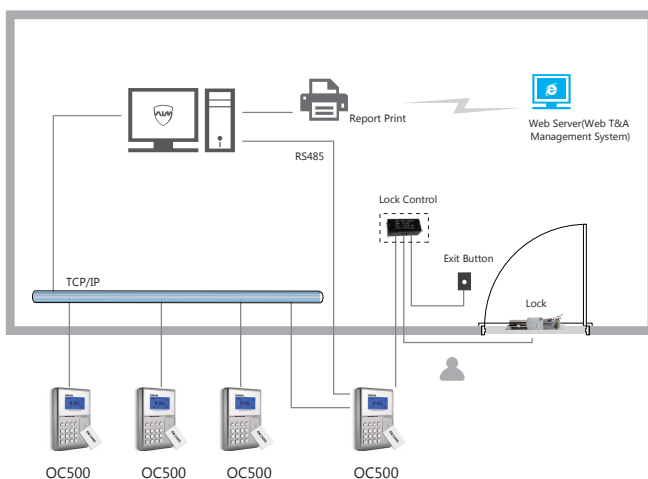 AIM
Report Print
Web Server(Web T&A
Management System)
RS485
Lock Control
Exit Button
TCP/IP
Lock
OC500
OC500
OC500
OC500